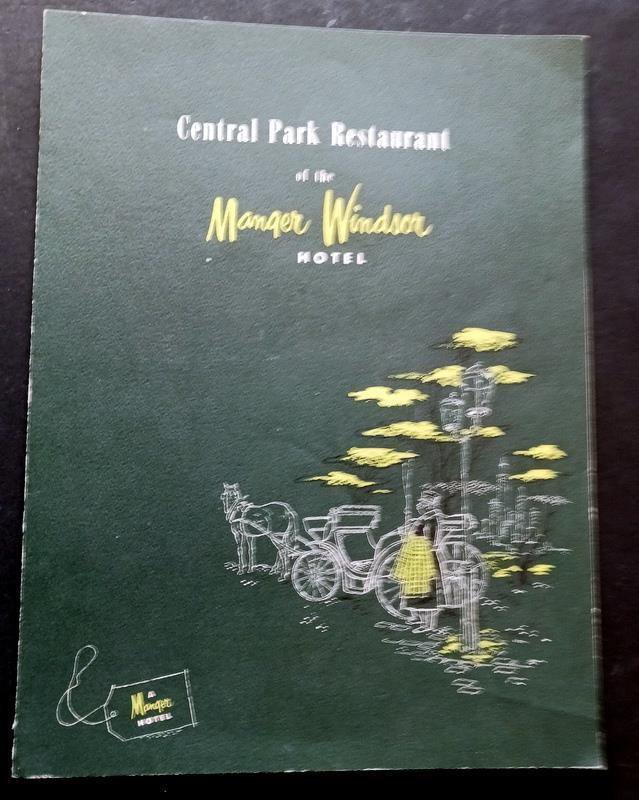 Central Park Restaurant
of the
Manger Windsor
HOTEL
A
Manger
HOTEL